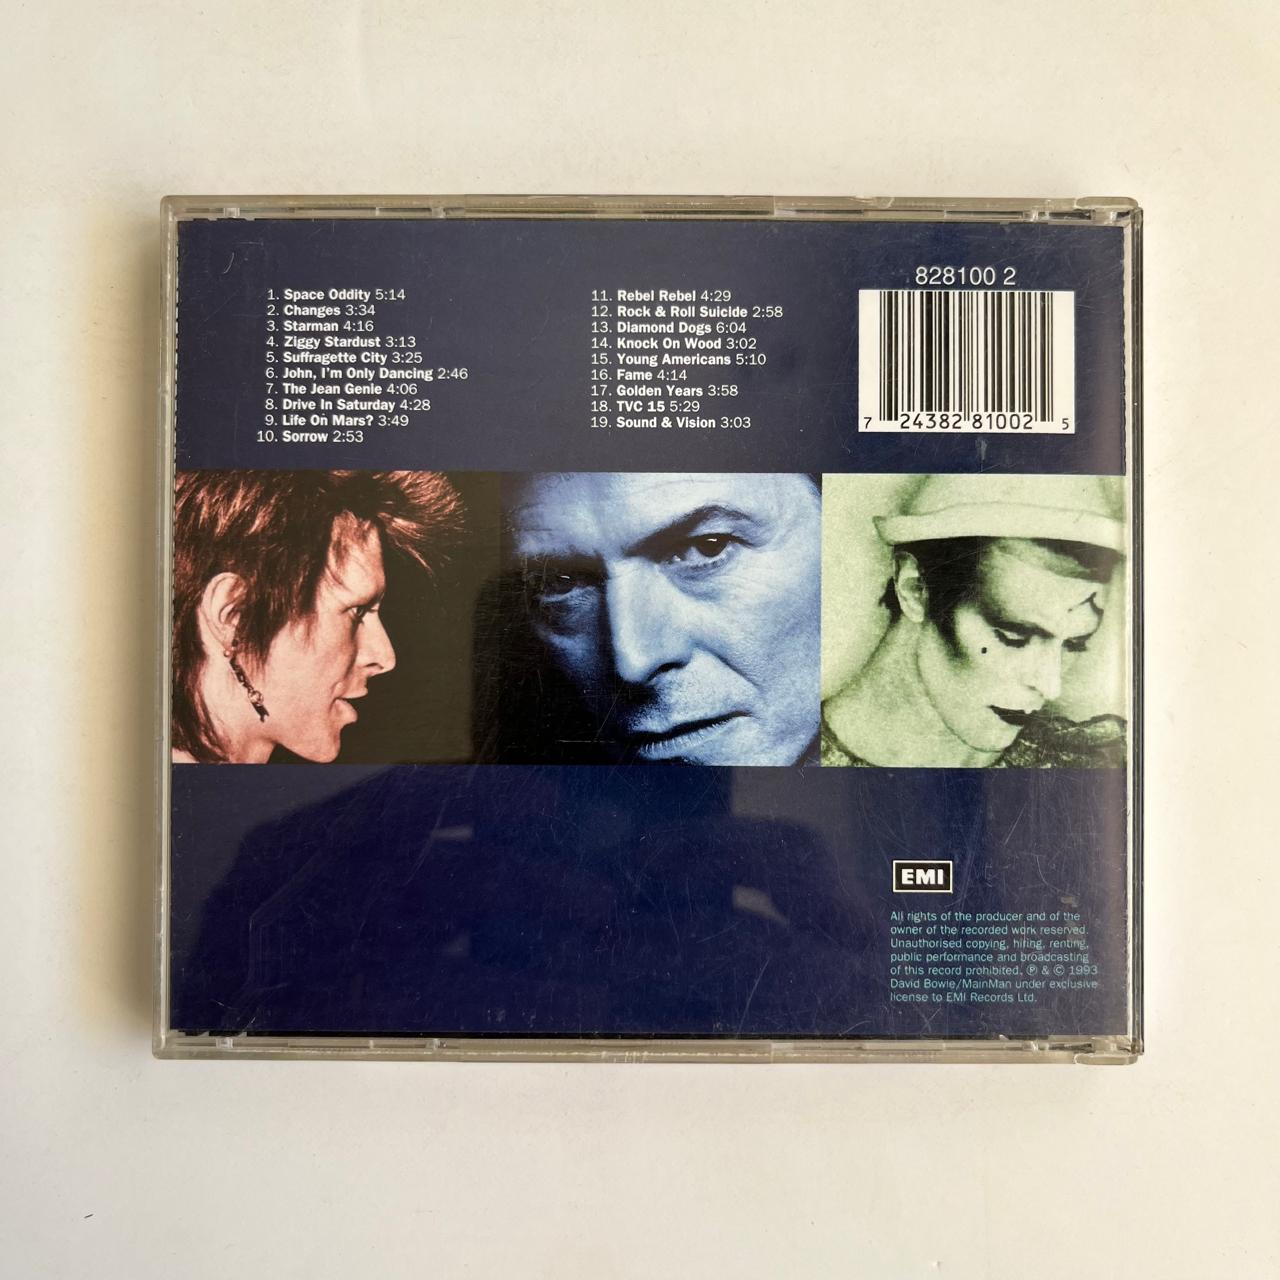 1. Space Oddity 5:14
2. Changes 3:34
3. Starman 4:16
4. Ziggy Stardust 3:13
5. Suffragette City 3:25
6. John, I'm Only Dancing 2:46
7. The Jean Genie 4:06
8. Drive In Saturday 4:28
9. Life On Mars? 3:49
10. Sorrow 2:53
11. Rebel Rebel 4:29
12. Rock & Roll Suicide 2:58
13. Diamond Dogs 6:04
14. Knock On Wood 3:02
15. Young Americans 5:10
16. Fame 4:14
17. Golden Years 3:58
18. TVC 15 5:29
19. Sound & Vision 3:03
828100 2
7 24382 81002 5
EMI
All rights of the producer and of the
owner of the recorded work reserved.
Unauthorised copying, hiring, renting,
public performance and broadcasting
of this record prohibited. ℗ & © 1993
David Bowie/MainMan under exclusive
license to EMI Records Ltd.